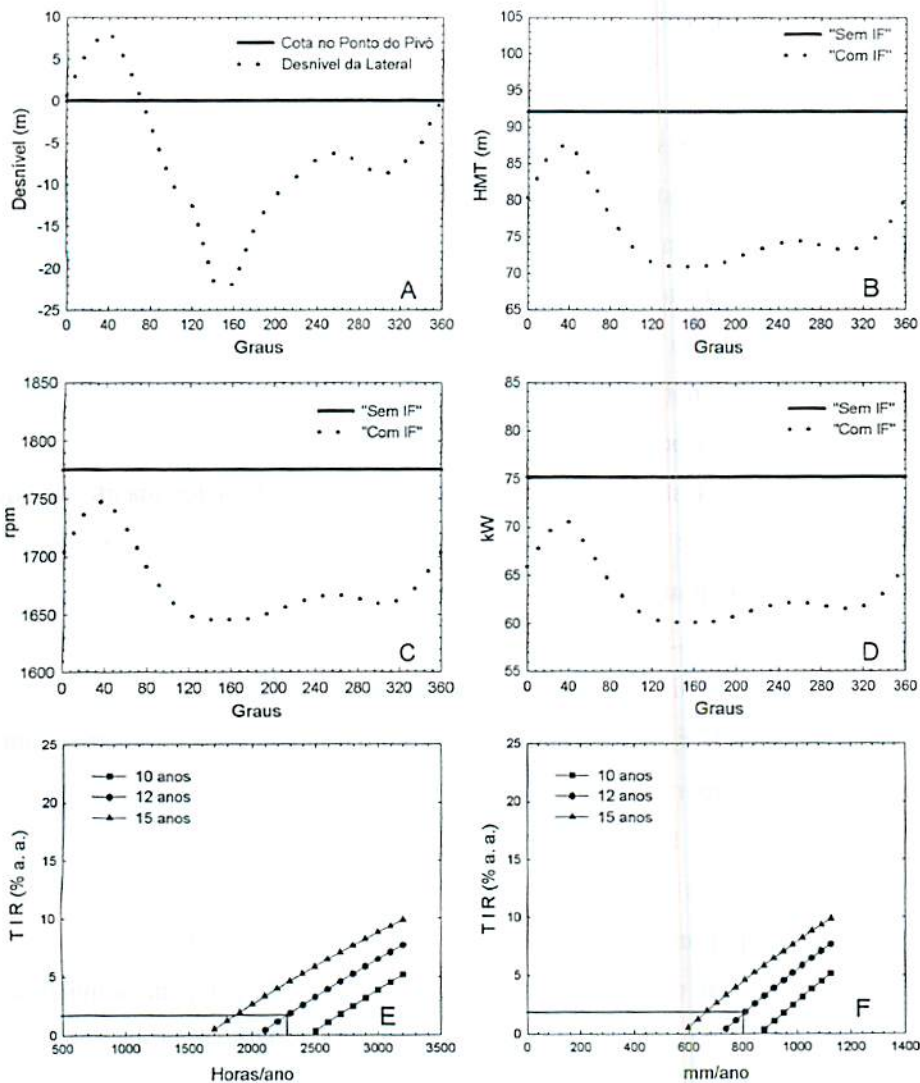 10
5
0
-5
-10
-15
-20
-25
Desnível (m)
Cota no Ponto do Pivô
Desnível da Lateral
A
0 40 80 120 160 200 240 280 320 360
Graus
105
100
95
90
85
80
75
70
65
HMT (m)
"Sem IF"
"Com IF"
B
0 40 80 120 160 200 240 280 320 360
Graus
1850
1800
1750
1700
1650
1600
rpm
"Sem IF"
"Com IF"
C
0 40 80 120 160 200 240 280 320 360
Graus
85
80
75
70
65
60
55
kW
"Sem IF"
"Com IF"
D
0 40 80 120 160 200 240 280 320 360
Graus
25
20
15
10
5
0
T I R (% a. a.)
10 anos
12 anos
15 anos
E
500 1000 1500 2000 2500 3000 3500
Horas/ano
25
20
15
10
5
0
T I R (% a. a.)
10 anos
12 anos
15 anos
F
0 200 400 600 800 1000 1200 1400
mm/ano